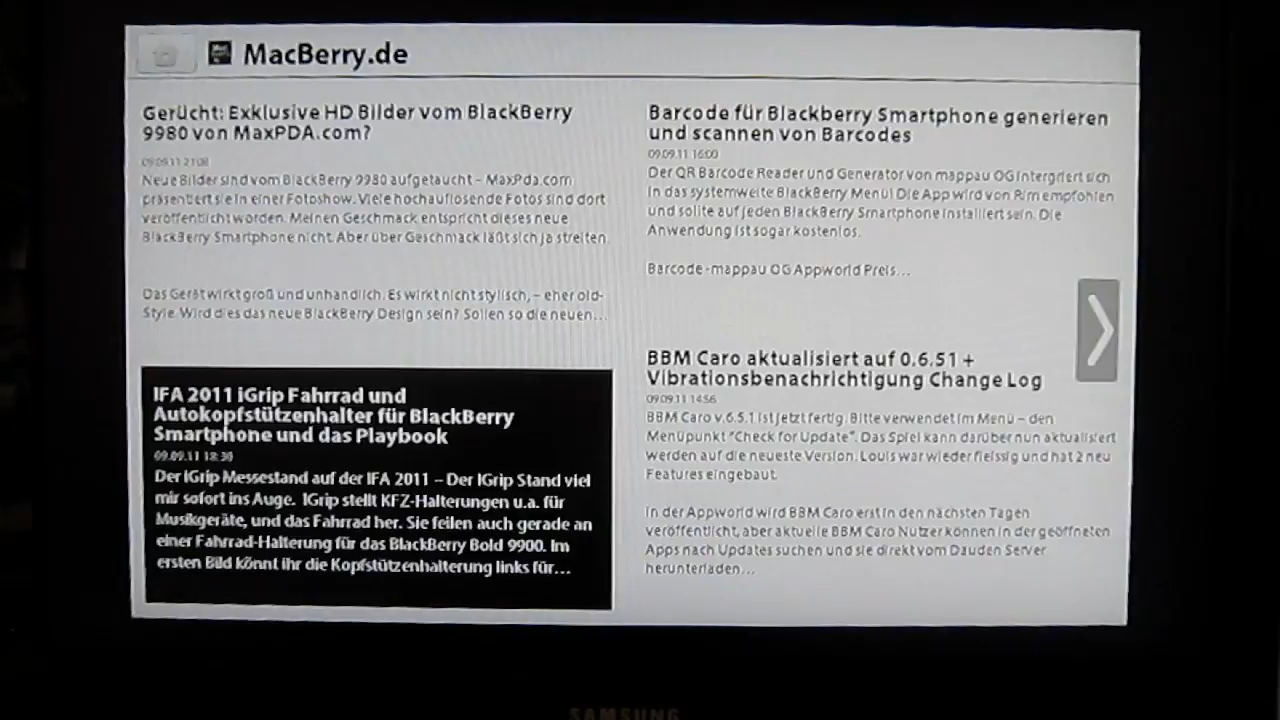 MacBerry.de
Gerücht: Exklusive HD Bilder vom BlackBerry
9980 von MaxPDA.com?
09.09.11 21:08
Neue Bilder sind vom BlackBerry 9980 aufgetaucht – MaxPda.com
präsentiert sie in einer Fotoshow. Viele hochauflösende Fotos sind dort
veröffentlicht worden. Meinen Geschmack entspricht dieses neue
BlackBerry Smartphone nicht. Aber über Geschmack läßt sich ja streiten.
Das Gerät wirkt groß und unhandlich. Es wirkt nicht stylisch, – eher old-
Style. Wird dies das neue BlackBerry Design sein? Sollen so die neuen...
IFA 2011 iGrip Fahrrad und
Autokopfstützenhalter für BlackBerry
Smartphone und das Playbook
09.09.11 18:36
Der iGrip Messestand auf der IFA 2011 – Der IGrip Stand viel
mir sofort ins Auge. IGrip stellt KFZ-Halterungen u.a. für
Musikgeräte, und das Fahrrad her. Sie feilen auch gerade an
einer Fahrrad-Halterung für das BlackBerry Bold 9900. Im
ersten Bild könnt ihr die Kopfstützenhalterung links für...
Barcode für Blackberry Smartphone generieren
und scannen von Barcodes
09.09.11 16:00
Der QR Barcode Reader und Generator von mappau OG intergriert sich
in das systemweite BlackBerry Menü! Die App wird von Rim empfohlen
und sollte auf jeden BlackBerry Smartphone installiert sein. Die
Anwendung ist sogar kostenlos.
Barcode -mappau OG Appworld Preis...
BBM Caro aktualisiert auf 0.6.51 +
Vibrationsbenachrichtigung Change Log
09.09.11 14:56
BBM Caro v.6.5.1 ist jetzt fertig. Bitte verwendet im Menü – den
Menüpunkt "Check for Update". Das Spiel kann darüber nun aktualisiert
werden auf die neueste Version. Louis war wieder fleissig und hat 2 neu
Features eingebaut.
In der Appworld wird BBM Caro erst in den nächsten Tagen
veröffentlicht, aber aktuelle BBM Caro Nutzer können in der geöffneten
Apps nach Updates suchen und sie direkt vom Dauden Server
herunterladen...
SAMSUNG